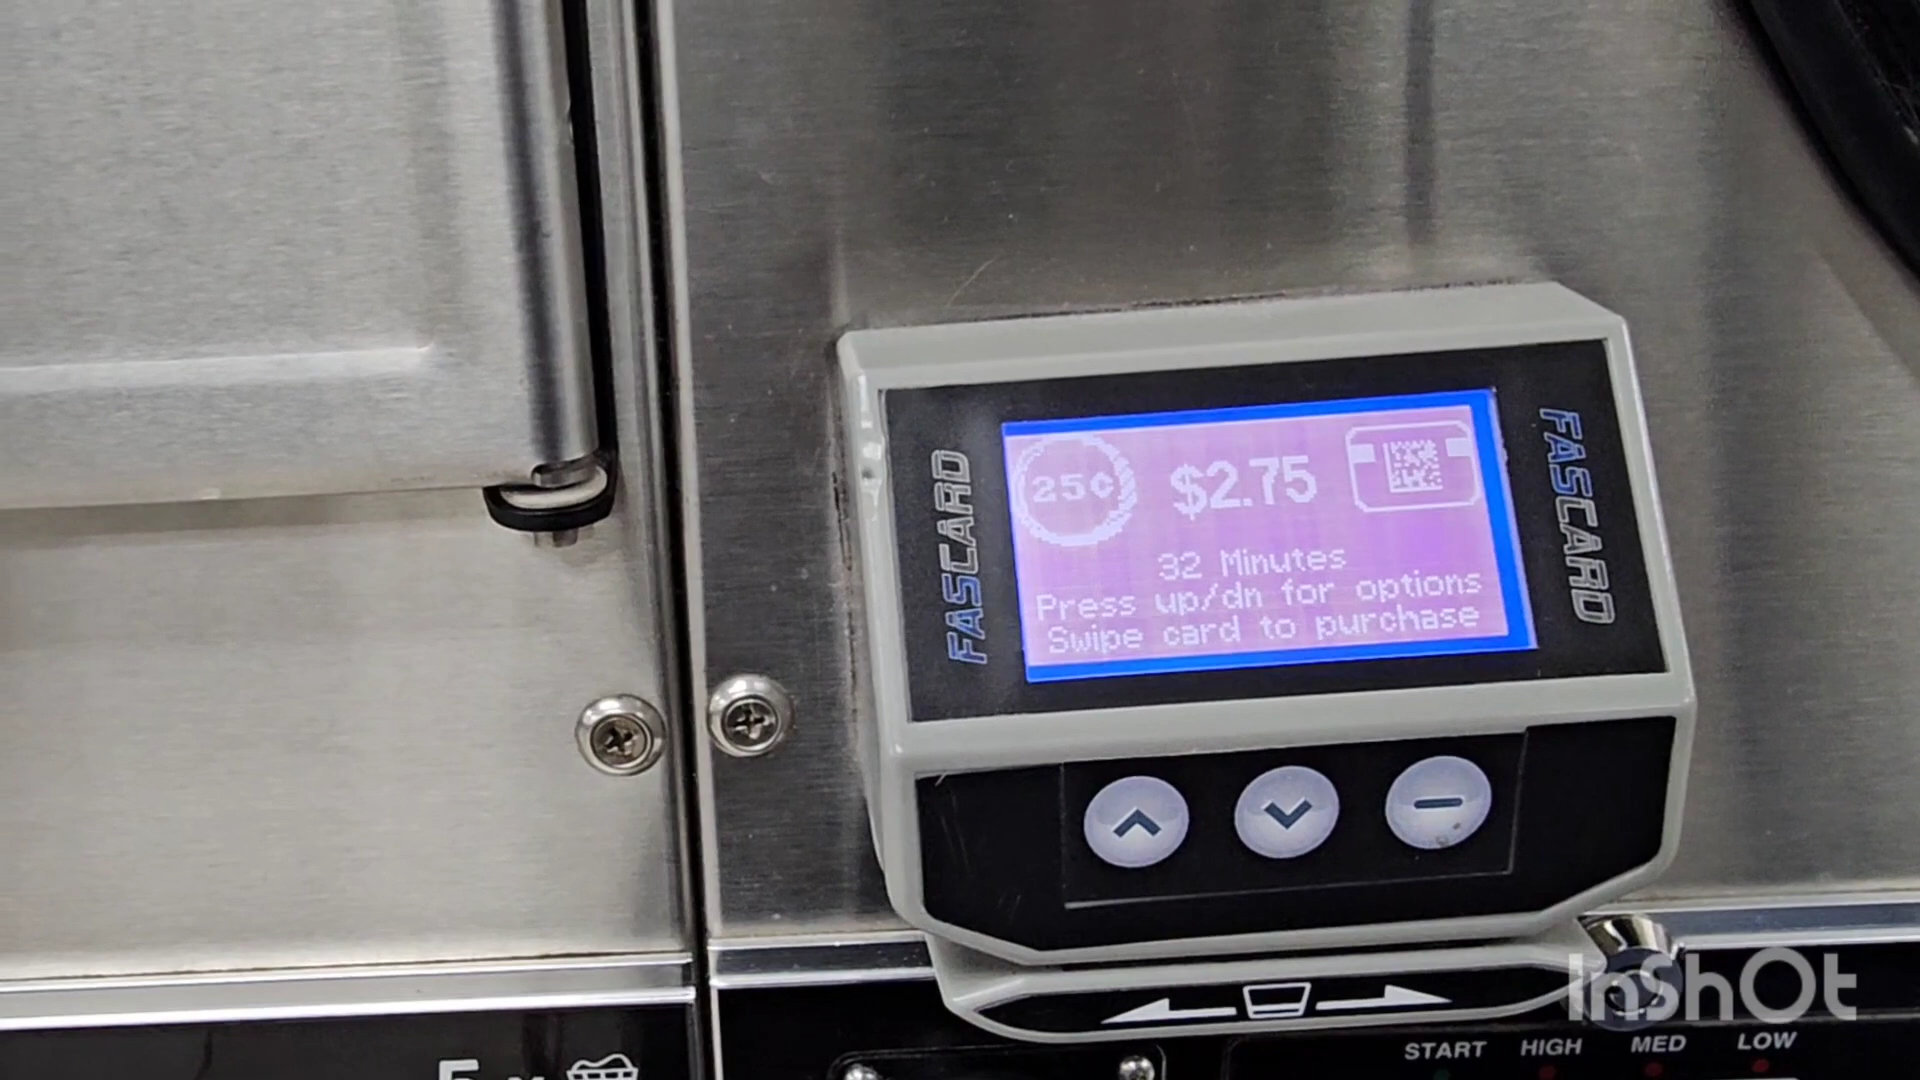 25¢ $2.75
32 Minutes
Press up/dn for options
Swipe card to purchase
FASCARD
FASCARD
START HIGH MED LOW
InShOt